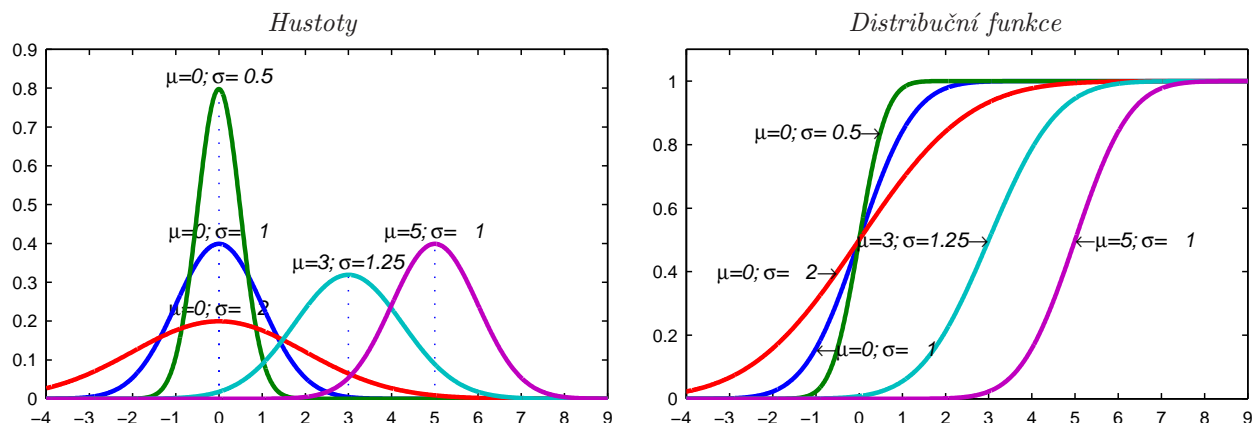 Hustoty
0.9
0.8
0.7
0.6
0.5
0.4
0.3
0.2
0.1
0
−4 −3 −2 −1 0 1 2 3 4 5 6 7 8 9
μ=0; σ= 0.5
μ=0; σ= 1
μ=5; σ= 1
μ=3; σ=1.25
μ=0; σ= 2
Distribuční funkce
1
0.8
0.6
0.4
0.2
0
−4 −3 −2 −1 0 1 2 3 4 5 6 7 8 9
μ=0; σ= 0.5→
μ=3; σ=1.25→
←μ=5; σ= 1
μ=0; σ= 2→
←μ=0; σ= 1